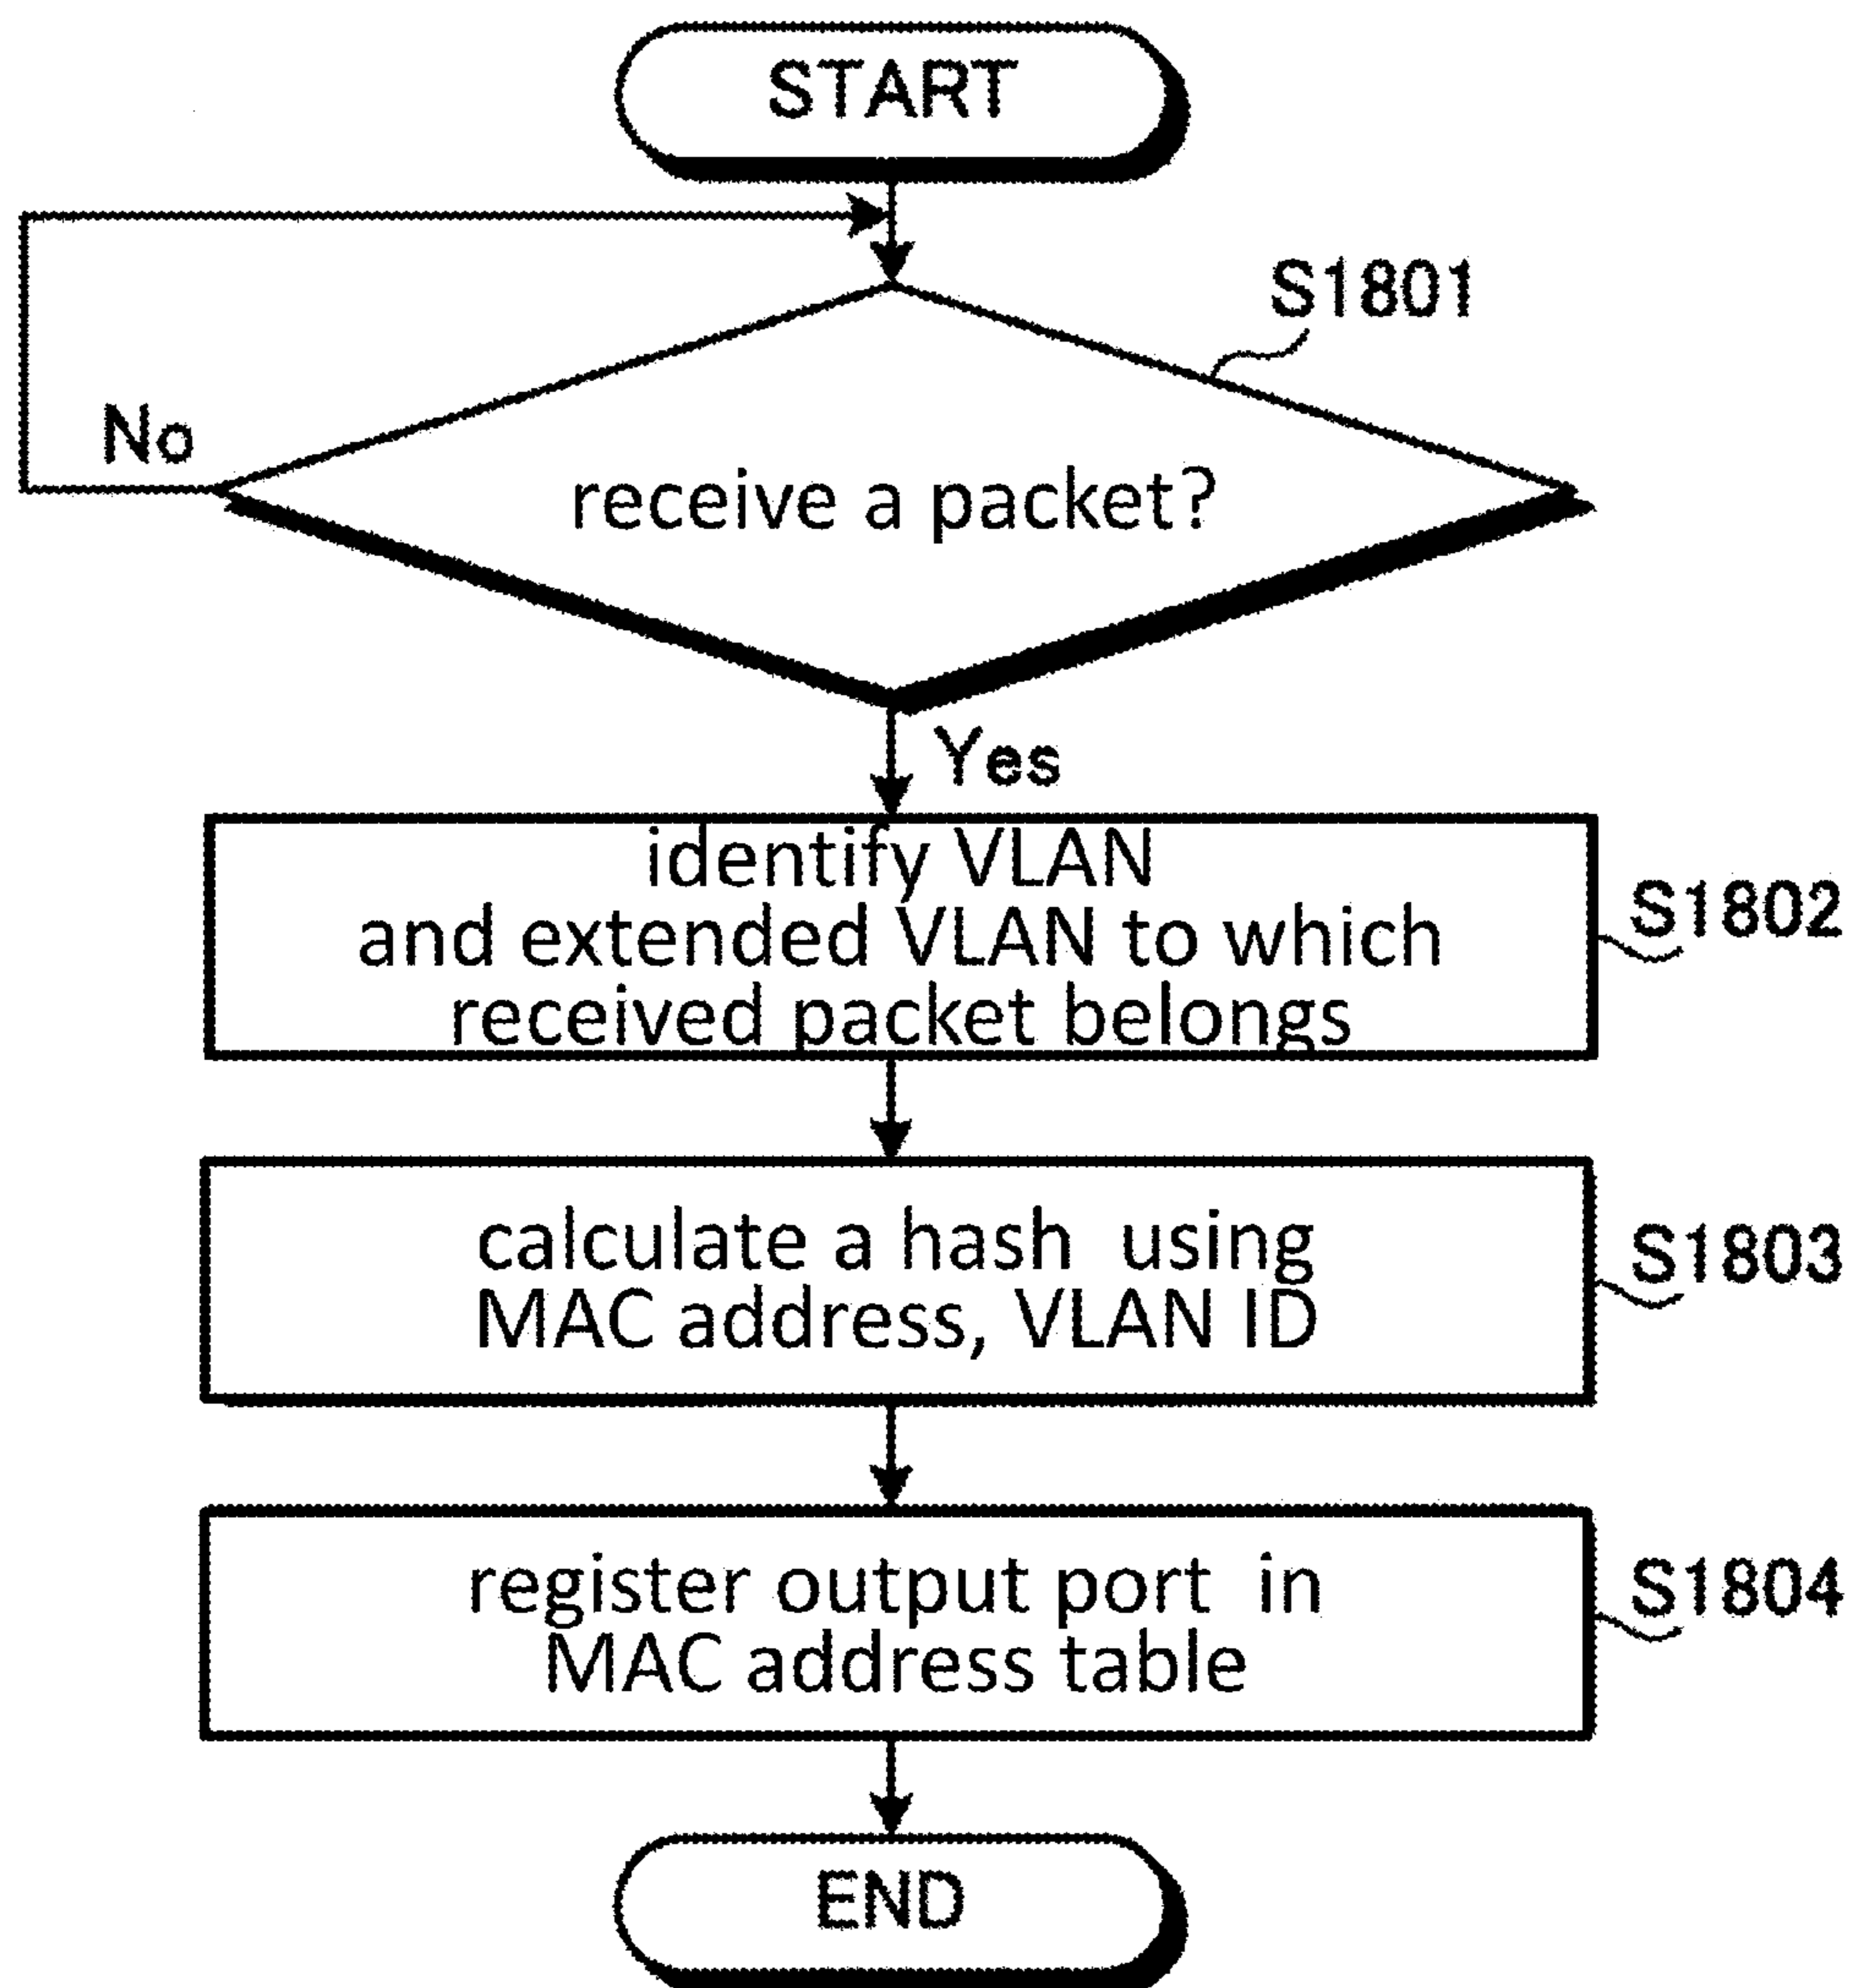 START
S1801
No
receive a packet?
Yes
identify VLAN
and extended VLAN to which
received packet belongs
S1802
calculate a hash using
MAC address, VLAN ID
S1803
register output port in
MAC address table
S1804
END